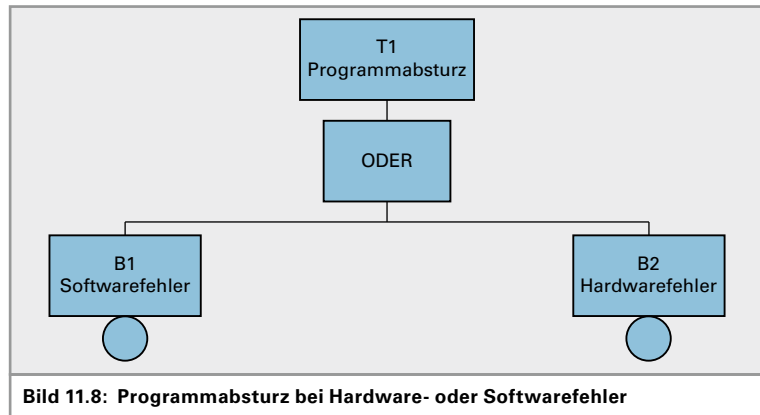 T1
Programmabsturz
ODER
B1
Softwarefehler
B2
Hardwarefehler
Bild 11.8: Programmabsturz bei Hardware- oder Softwarefehler